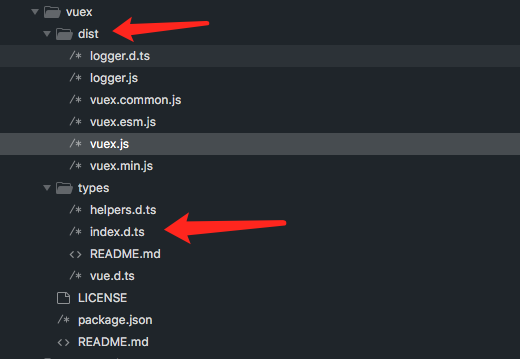 vuex
dist
/* logger.d.ts
/* logger.js
/* vuex.common.js
/* vuex.esm.js
/* vuex.js
/* vuex.min.js
types
/* helpers.d.ts
/* index.d.ts
<> README.md
/* vue.d.ts
LICENSE
/* package.json
<> README.md